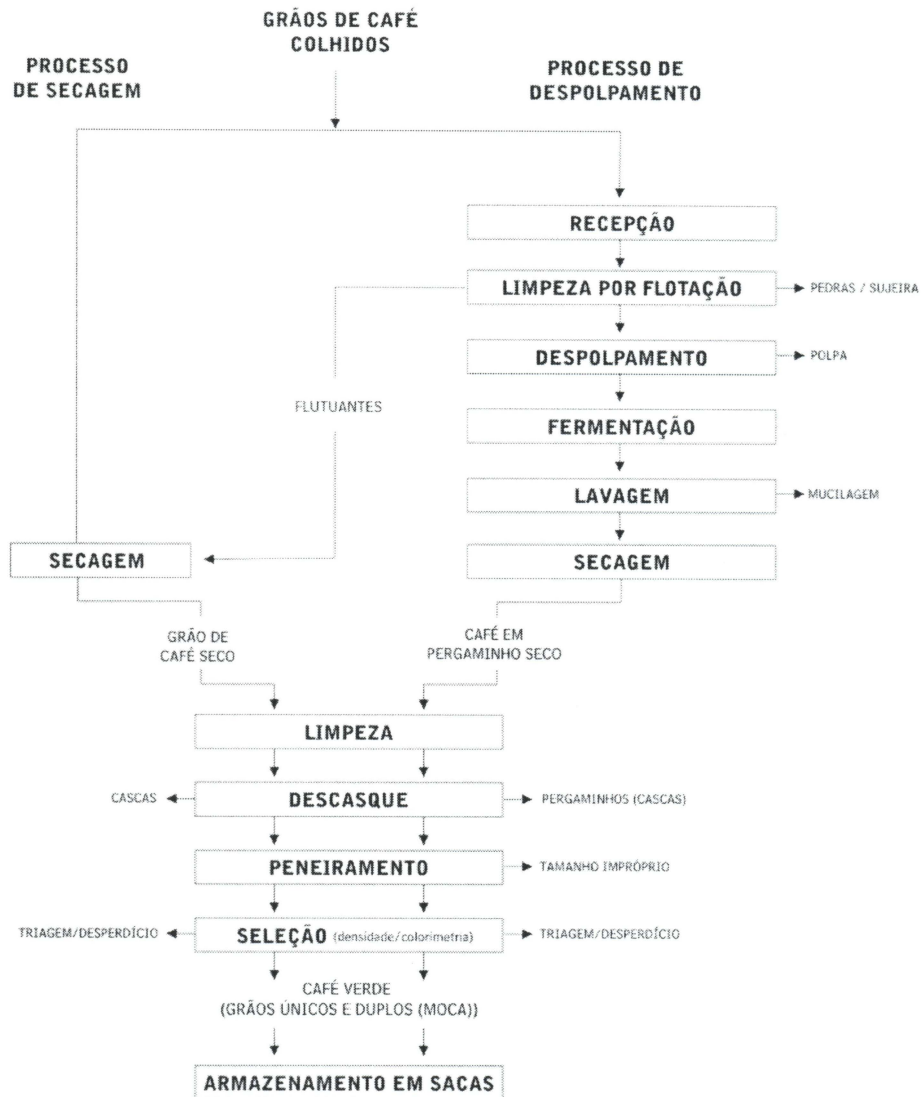 GRÃOS DE CAFÉ
COLHIDOS
PROCESSO
DE SECAGEM
PROCESSO DE
DESPOLPAMENTO
RECEPÇÃO
LIMPEZA POR FLOTAÇÃO
PEDRAS / SUJEIRA
DESPOLPAMENTO
POLPA
FLUTUANTES
FERMENTAÇÃO
LAVAGEM
MUCILAGEM
SECAGEM
SECAGEM
GRÃO DE
CAFÉ SECO
CAFÉ EM
PERGAMINHO SECO
LIMPEZA
CASCAS
DESCASQUE
PERGAMINHOS (CASCAS)
PENEIRAMENTO
TAMANHO IMPRÓPRIO
TRIAGEM/DESPERDÍCIO
SELEÇÃO (densidade/colorimetria)
TRIAGEM/DESPERDÍCIO
CAFÉ VERDE
(GRÃOS ÚNICOS E DUPLOS (MOCA))
ARMAZENAMENTO EM SACAS